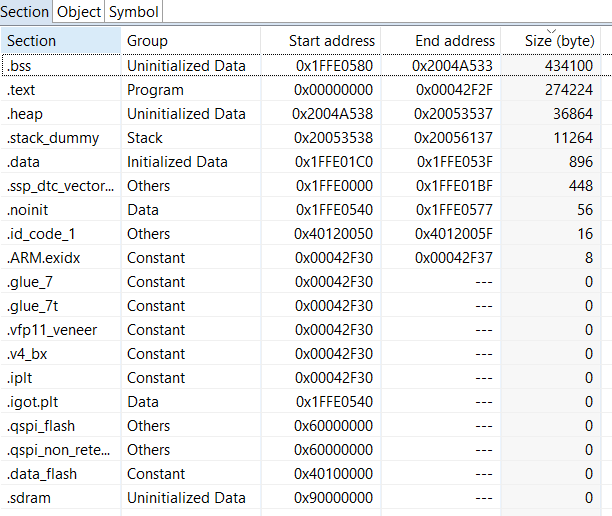 Section Object Symbol
Section Group Start address End address Size (byte)
.bss Uninitialized Data 0x1FFE0580 0x2004A533 434100
.text Program 0x00000000 0x00042F2F 274224
.heap Uninitialized Data 0x2004A538 0x20053537 36864
.stack_dummy Stack 0x20053538 0x20056137 11264
.data Initialized Data 0x1FFE01C0 0x1FFE053F 896
.ssp_dtc_vector... Others 0x1FFE0000 0x1FFE01BF 448
.noinit Data 0x1FFE0540 0x1FFE0577 56
.id_code_1 Others 0x40120050 0x4012005F 16
.ARM.exidx Constant 0x00042F30 0x00042F37 8
.glue_7 Constant 0x00042F30 --- 0
.glue_7t Constant 0x00042F30 --- 0
.vfp11_veneer Constant 0x00042F30 --- 0
.v4_bx Constant 0x00042F30 --- 0
.iplt Constant 0x00042F30 --- 0
.igot.plt Data 0x1FFE0540 --- 0
.qspi_flash Others 0x60000000 --- 0
.qspi_non_rete... Others 0x60000000 --- 0
.data_flash Constant 0x40100000 --- 0
.sdram Uninitialized Data 0x90000000 --- 0